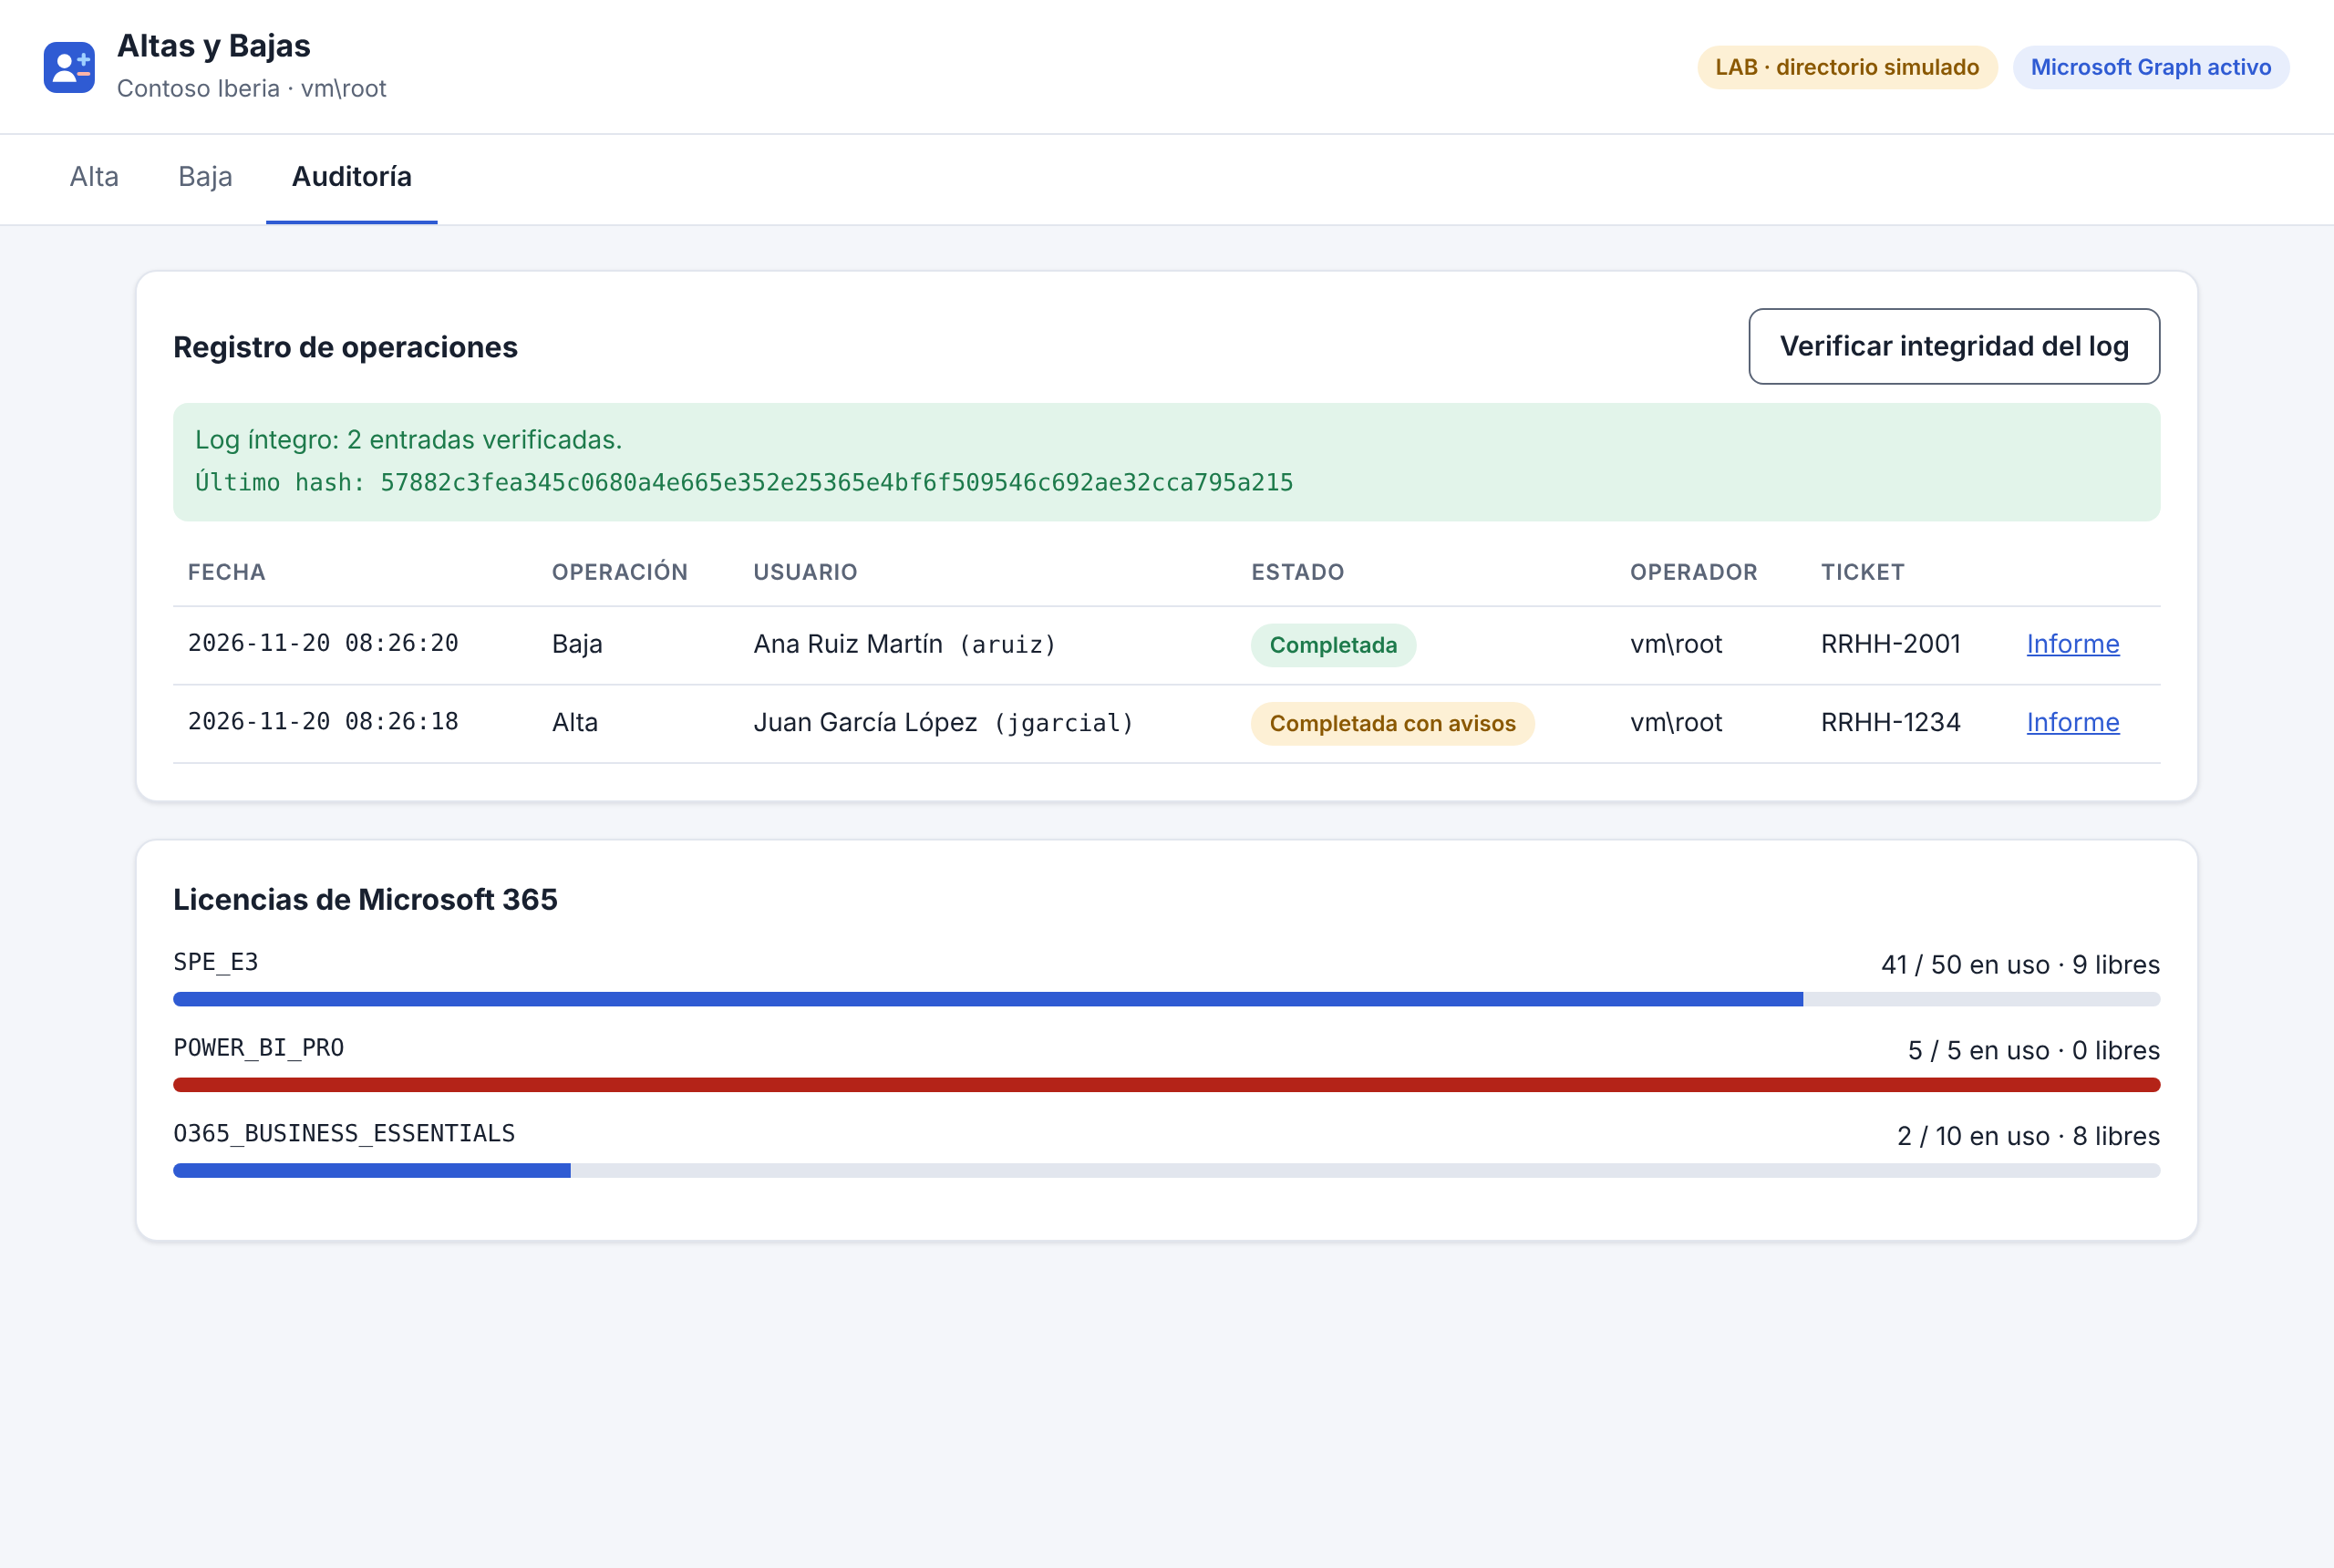 Altas y Bajas
Contoso Iberia · vm\root
LAB · directorio simulado
Microsoft Graph activo
Alta
Baja
Auditoría
Registro de operaciones
Verificar integridad del log
Log íntegro: 2 entradas verificadas.
Último hash: 57882c3fea345c0680a4e665e352e25365e4bf6f509546c692ae32cca795a215
FECHA OPERACIÓN USUARIO ESTADO OPERADOR TICKET
2026-11-20 08:26:20 Baja Ana Ruiz Martín (aruiz) Completada vm\root RRHH-2001 Informe
2026-11-20 08:26:18 Alta Juan García López (jgarcial) Completada con avisos vm\root RRHH-1234 Informe
Licencias de Microsoft 365
SPE_E3 41 / 50 en uso · 9 libres
POWER_BI_PRO 5 / 5 en uso · 0 libres
O365_BUSINESS_ESSENTIALS 2 / 10 en uso · 8 libres